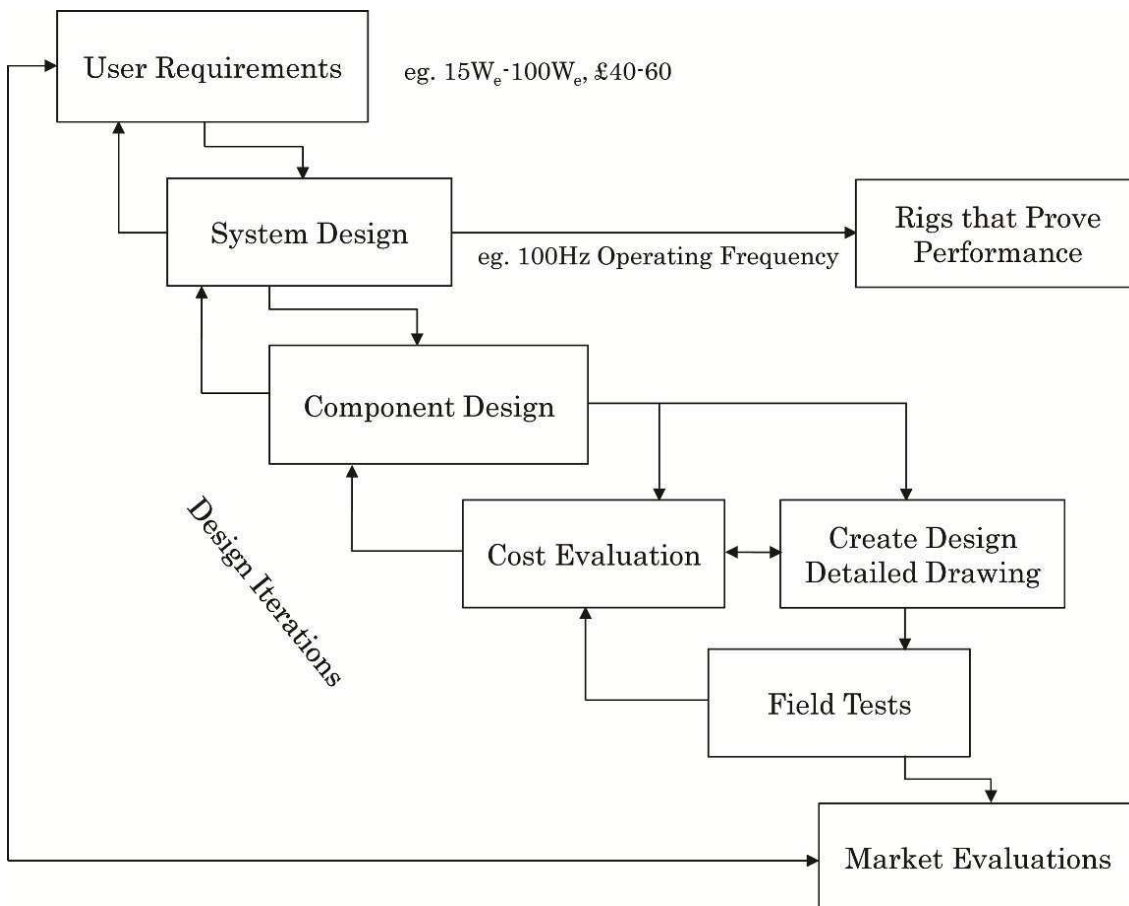 User Requirements
eg. 15Wₑ-100Wₑ, £40-60
System Design
eg. 100Hz Operating Frequency
Rigs that Prove
Performance
Component Design
Design Iterations
Cost Evaluation
Create Design
Detailed Drawing
Field Tests
Market Evaluations